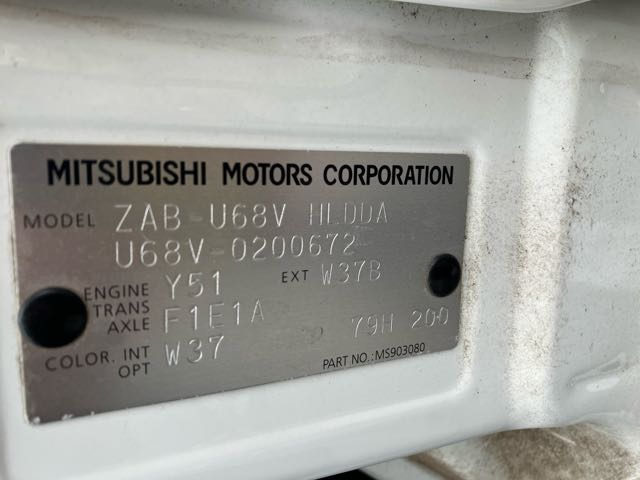 MITSUBISHI MOTORS CORPORATION
MODEL ZAB-U68V HLDDA
U68V-0200672
ENGINE Y51 EXT W37B
TRANS
AXLE F1E1A 79H 200
COLOR. INT W37
OPT
PART NO.:MS903080